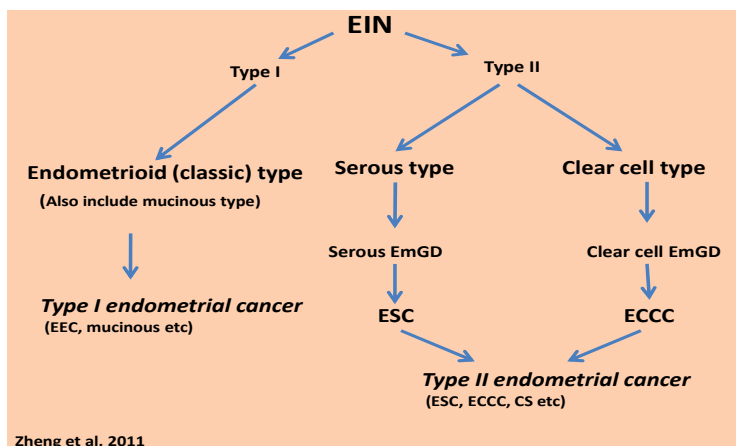 EIN
Type I
Type II
Endometrioid (classic) type
(Also include mucinous type)
Serous type
Clear cell type
Serous EmGD
Clear cell EmGD
Type I endometrial cancer
(EEC, mucinous etc)
ESC
ECCC
Type II endometrial cancer
(ESC, ECCC, CS etc)
Zheng et al. 2011